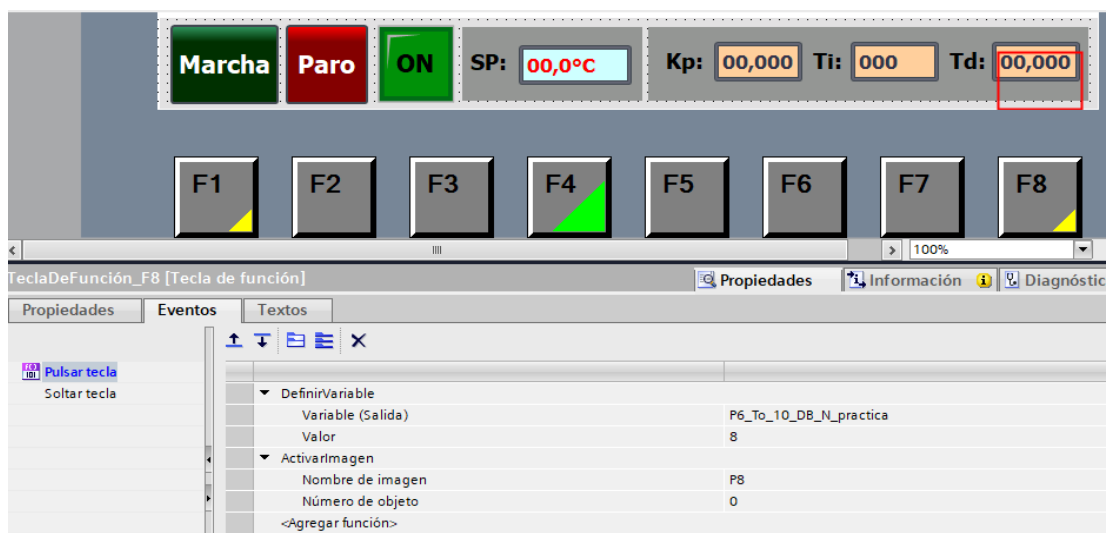 Marcha Paro ON SP: 00,0°C Kp: 00,000 Ti: 000 Td: 00,000
F1 F2 F3 F4 F5 F6 F7 F8
100%
TeclaDeFunción_F8 [Tecla de función] Propiedades Información Diagnóstic
Propiedades Eventos Textos
Pulsar tecla
Soltar tecla
DefinirVariable
Variable (Salida) P6_To_10_DB_N_practica
Valor 8
ActivarImagen
Nombre de imagen P8
Número de objeto 0
<Agregar función>